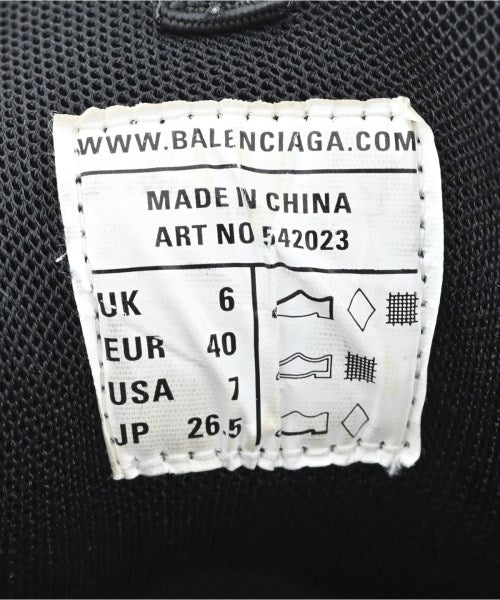 WWW.BALENCIAGA.COM
MADE IN CHINA
ART NO 542023
UK 6
EUR 40
USA 7
JP 26.5